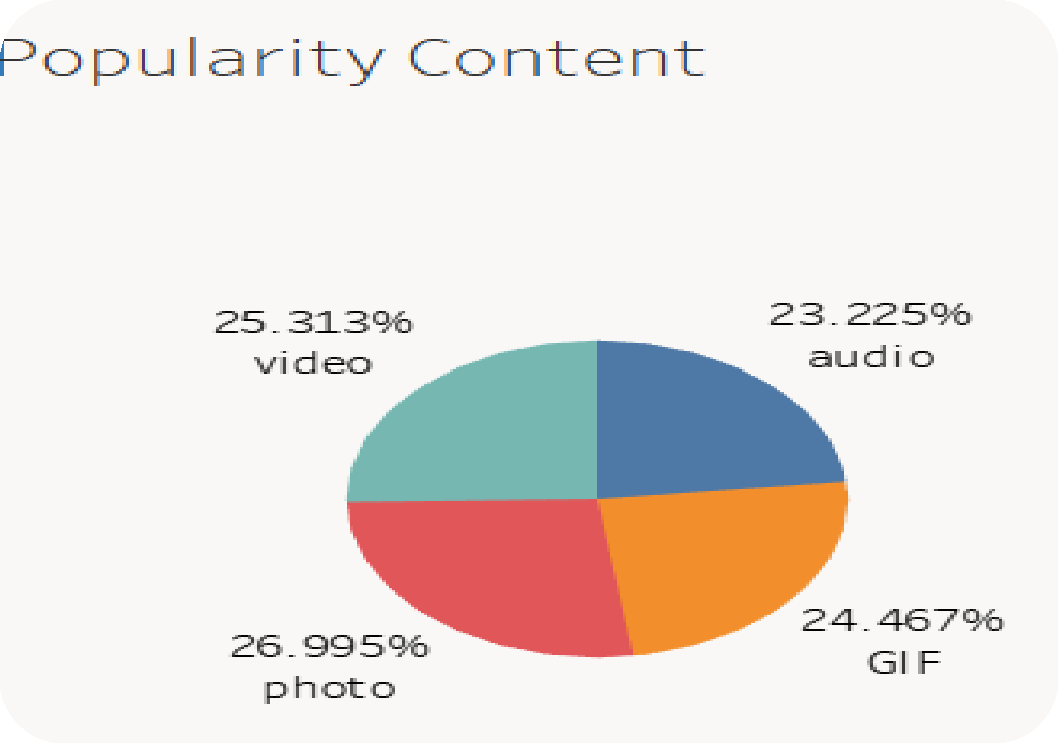 Popularity Content
25.313%
video
23.225%
audio
26.995%
photo
24.467%
GIF